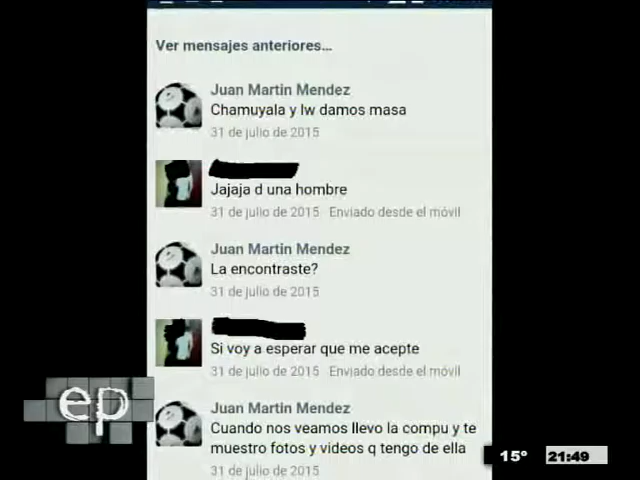 Ver mensajes anteriores...
Juan Martin Mendez
Chamuyala y lw damos masa
31 de julio de 2015
Jajaja d una hombre
31 de julio de 2015 Enviado desde el móvil
Juan Martin Mendez
La encontraste?
31 de julio de 2015
Si voy a esperar que me acepte
31 de julio de 2015 Enviado desde el móvil
Juan Martin Mendez
Cuando nos veamos llevo la compu y te
muestro fotos y videos q tengo de ella
31 de julio de 2015
ep
15° 21:49